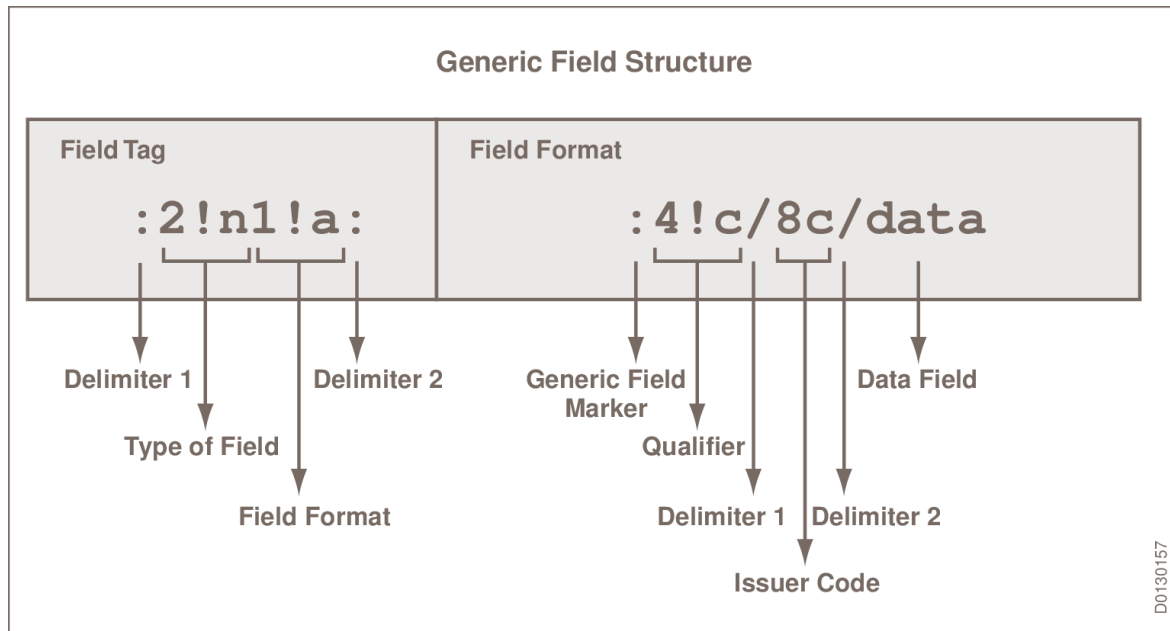 Generic Field Structure
Field Tag
Field Format
:2!n1!a:
:4!c/8c/data
Delimiter 1
Delimiter 2
Generic Field
Marker
Data Field
Type of Field
Qualifier
Field Format
Delimiter 1
Delimiter 2
Issuer Code
D0130157